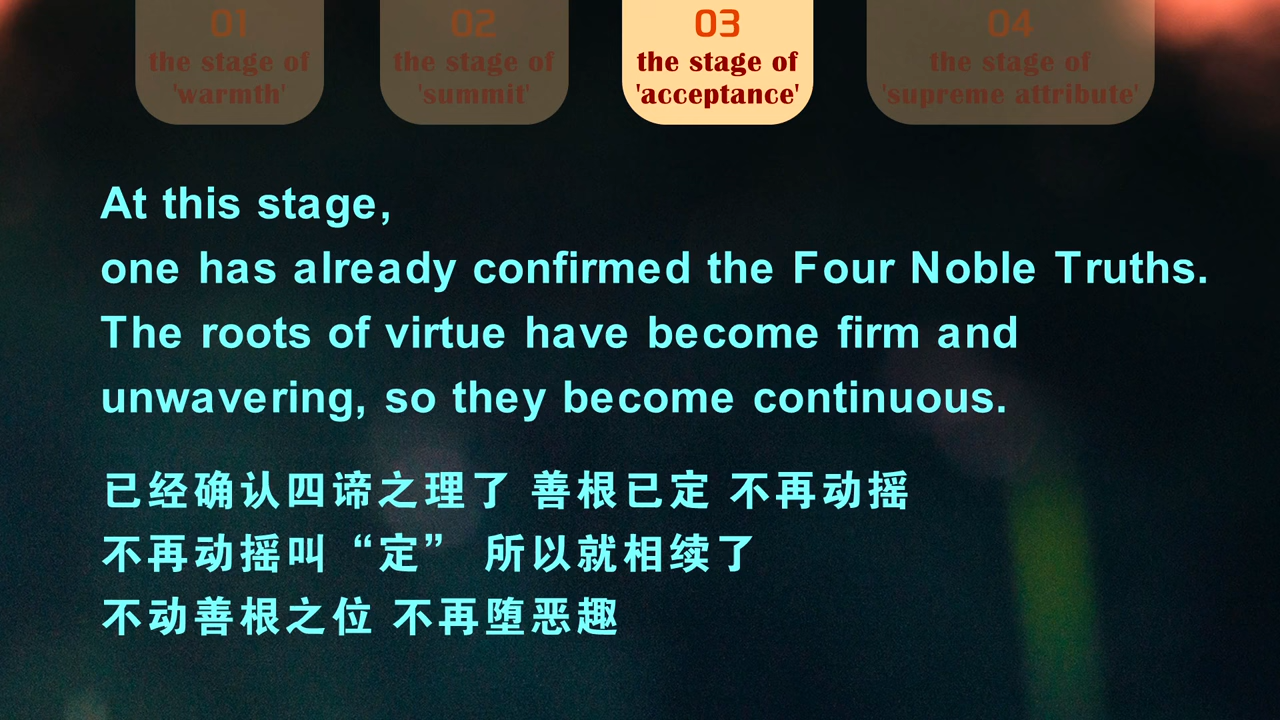 01
the stage of
'warmth'
02
the stage of
'summit'
03
the stage of
'acceptance'
04
the stage of
'supreme attribute'
At this stage,
one has already confirmed the Four Noble Truths.
The roots of virtue have become firm and
unwavering, so they become continuous.
已经确认四谛之理了 善根已定 不再动摇
不再动摇叫“定” 所以就相续了
不动善根之位 不再堕恶趣